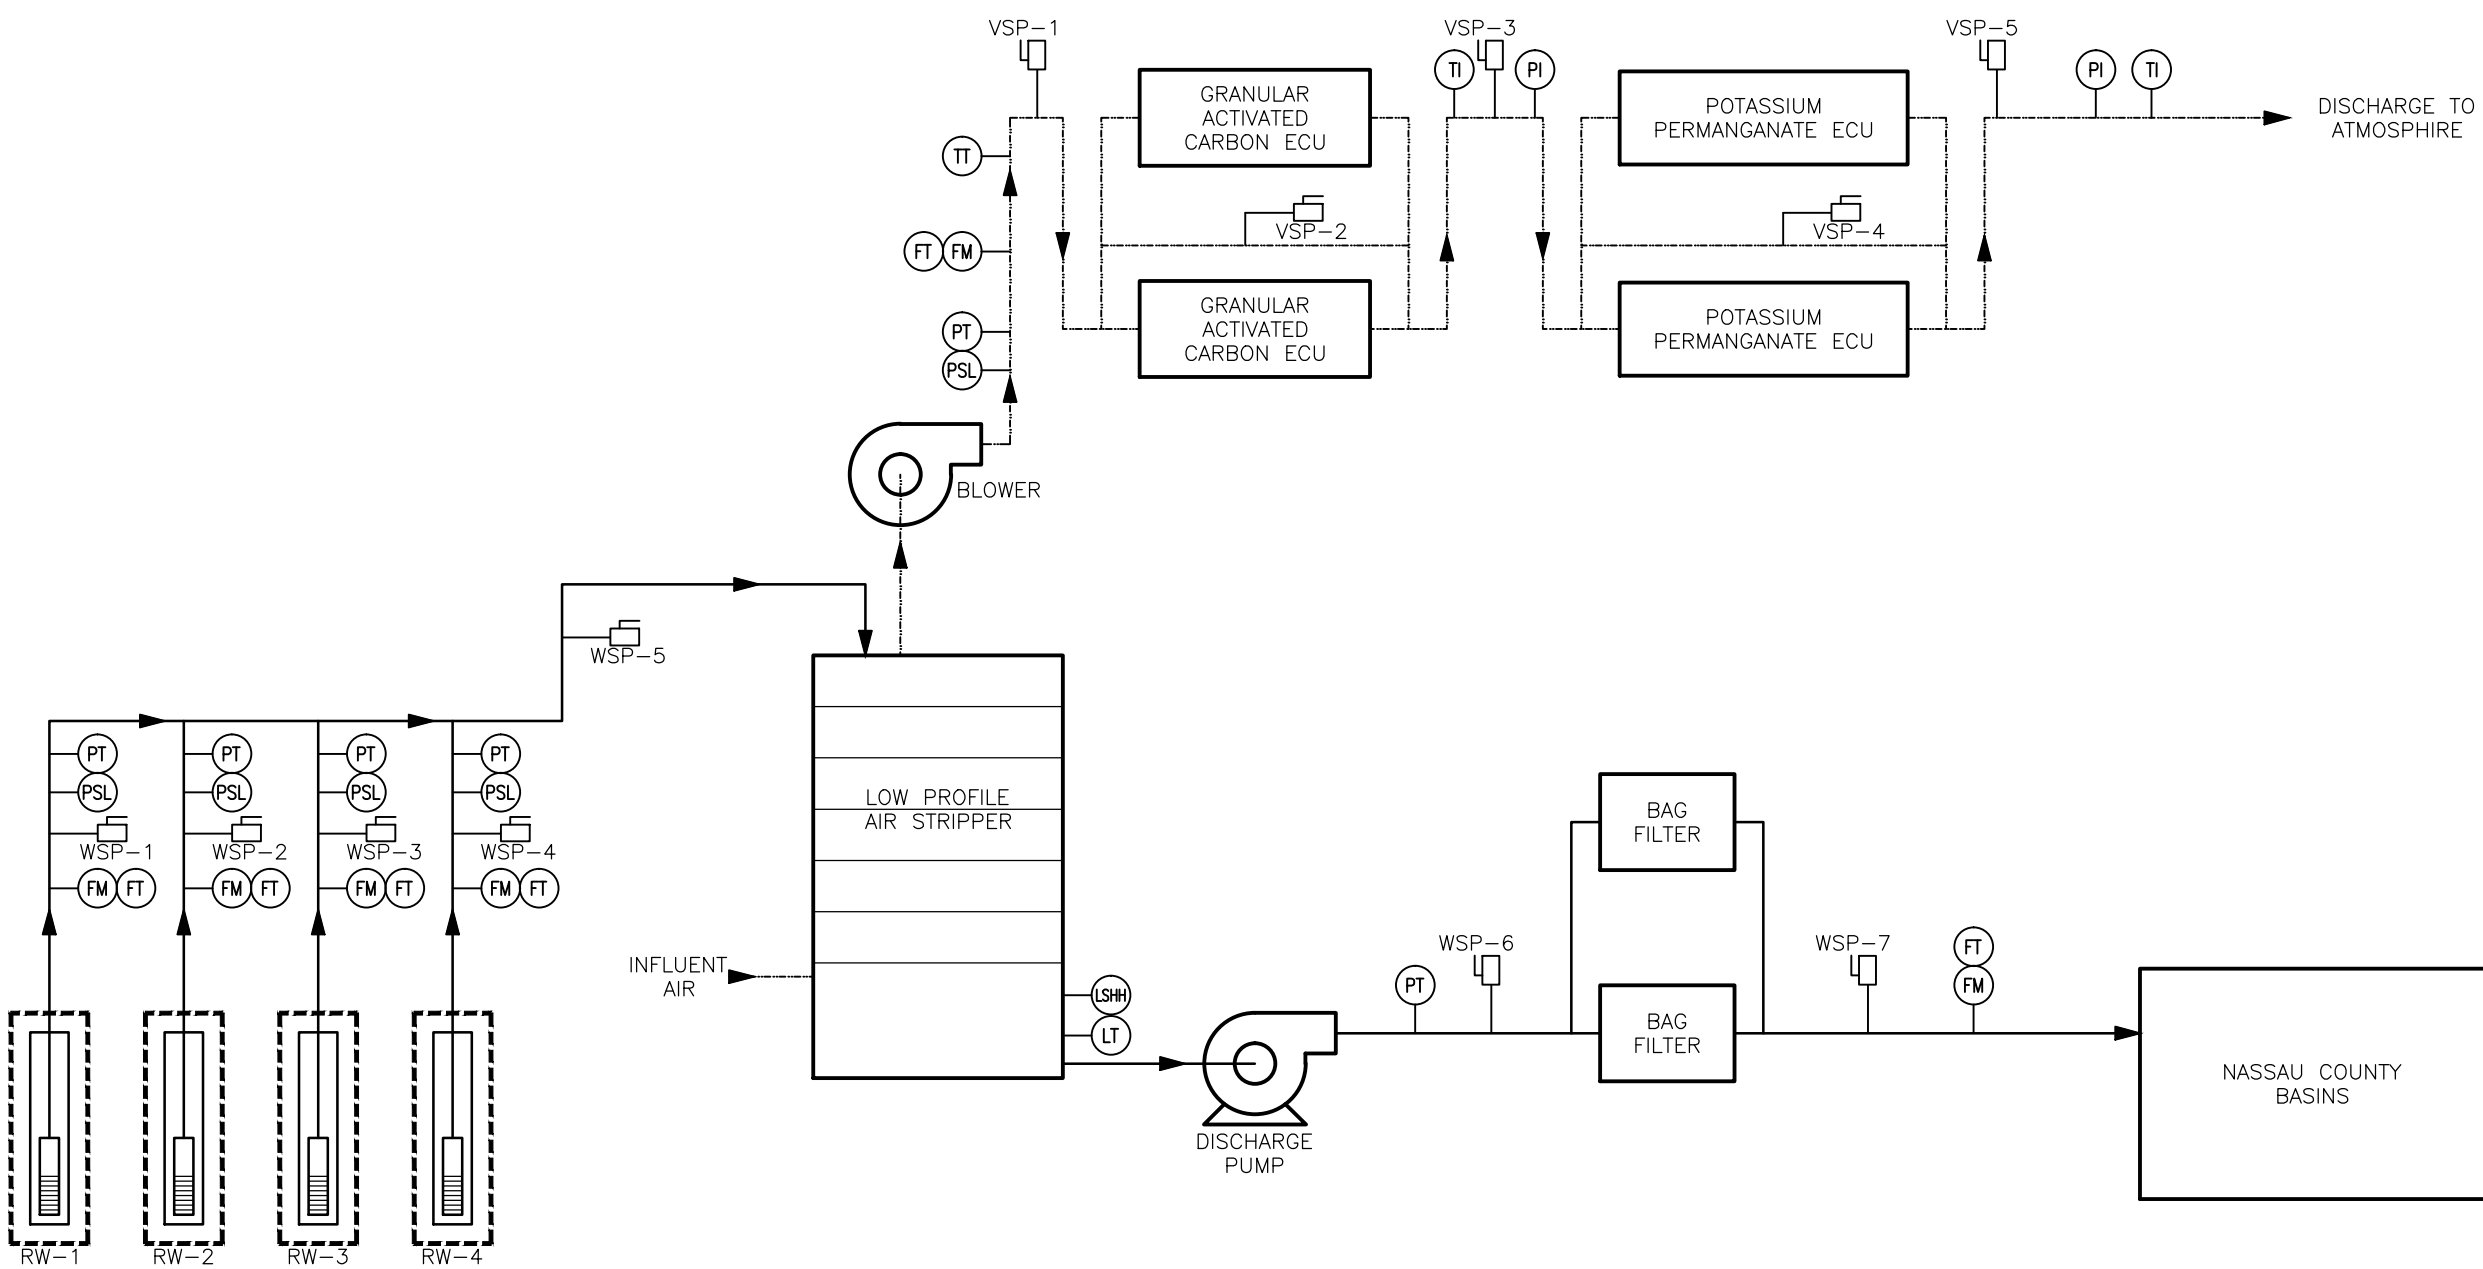 VSP-1
VSP-3
VSP-5
TI
PI
PI
TI
GRANULAR
ACTIVATED
CARBON ECU
POTASSIUM
PERMANGANATE ECU
DISCHARGE TO
ATMOSPHIRE
TT
VSP-2
VSP-4
FT
FM
GRANULAR
ACTIVATED
CARBON ECU
POTASSIUM
PERMANGANATE ECU
PT
PSL
BLOWER
WSP-5
PT
PT
PT
PT
PSL
PSL
PSL
PSL
WSP-1
WSP-2
WSP-3
WSP-4
FM
FT
FM
FT
FM
FT
FM
FT
LOW PROFILE
AIR STRIPPER
BAG
FILTER
INFLUENT
AIR
LSHH
LT
PT
WSP-6
WSP-7
FT
FM
BAG
FILTER
DISCHARGE
PUMP
NASSAU COUNTY
BASINS
RW-1
RW-2
RW-3
RW-4